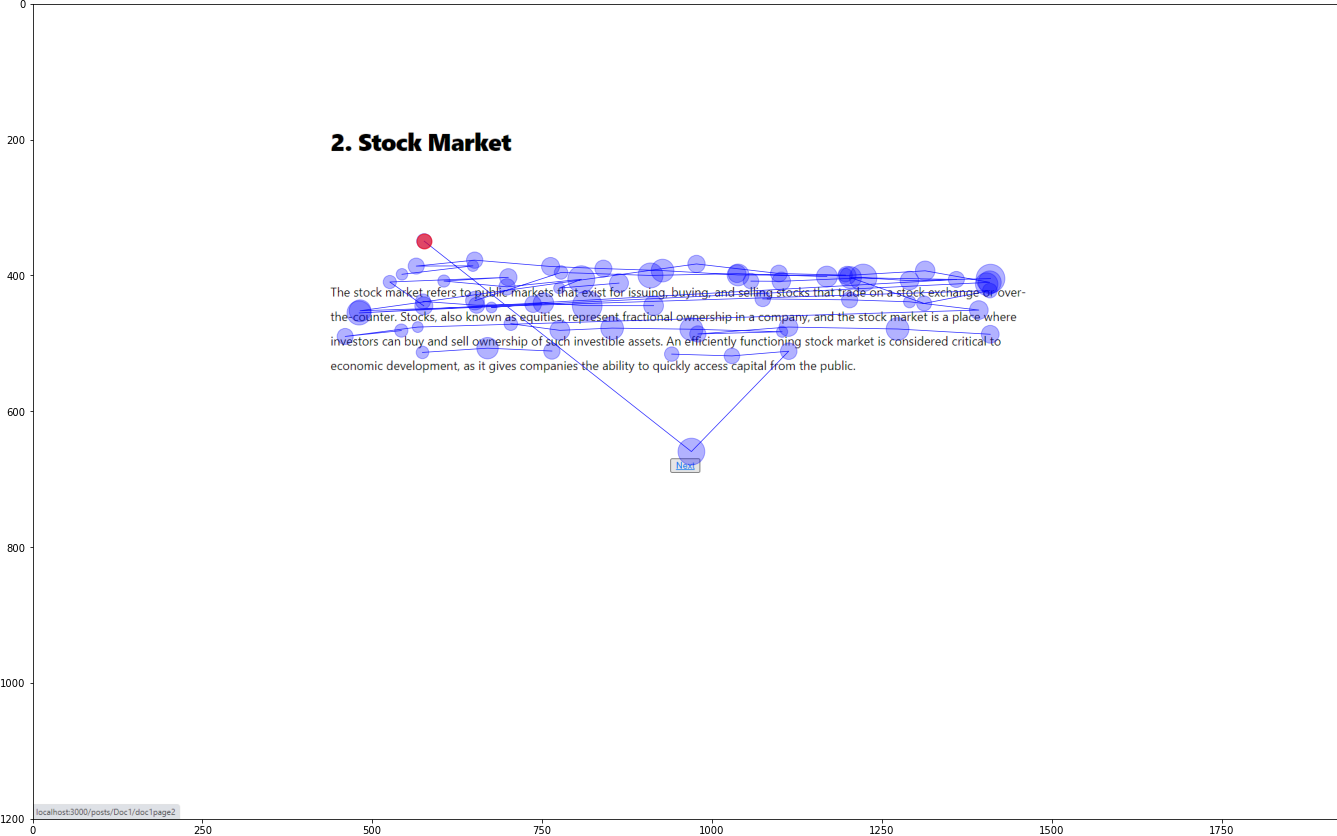 0
200
2. Stock Market
400
The stock market refers to public markets that exist for issuing, buying, and selling stocks that trade on a stock exchange or over-
the-counter. Stocks, also known as equities, represent fractional ownership in a company, and the stock market is a place where
investors can buy and sell ownership of such investible assets. An efficiently functioning stock market is considered critical to
economic development, as it gives companies the ability to quickly access capital from the public.
600
Next
800
1000
localhost:3000/posts/Doc1/doc1page2
1200
0 250 500 750 1000 1250 1500 1750